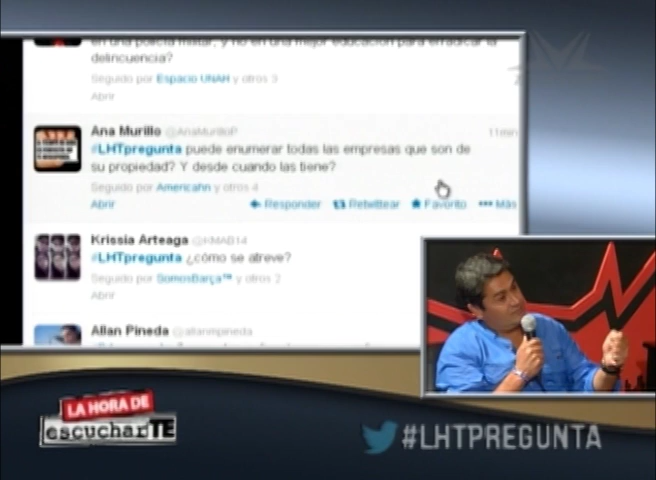 en una policía militar, y no en una mejor educación para erradicar la
delincuencia?
Seguido por Espacio UNAH y otros 3
Abrir
Ana Murillo @AnaMurilloP 11min
#LHTpregunta puede enumerar todas las empresas que son de
su propiedad? Y desde cuando las tiene?
Seguido por Americahn y otros 4
Abrir Responder Retwittear Favorito Más
Krissia Arteaga @KMAB14
#LHTpregunta ¿cómo se atreve?
Seguido por SomosBarça™ y otros 2
Abrir
Allan Pineda @allanmpineda
LA HORA DE
escucharTE
#LHTPREGUNTA